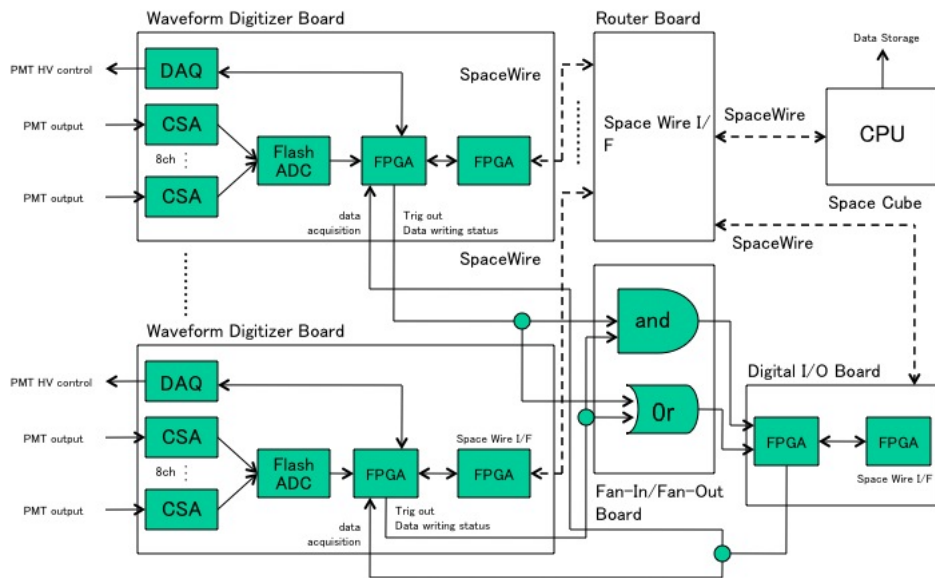 Waveform Digitizer Board
Router Board
PMT HV control
DAQ
SpaceWire
Data Storage
PMT output
CSA
8ch
Flash
ADC
FPGA
FPGA
Space Wire I/
F
SpaceWire
CPU
PMT output
CSA
data
acquisition
Trig out
Data writing status
Space Cube
SpaceWire
SpaceWire
Waveform Digitizer Board
and
PMT HV control
DAQ
Digital I/O Board
Or
PMT output
CSA
8ch
Flash
ADC
FPGA
Space Wire I/F
FPGA
FPGA
FPGA
Space Wire I/F
PMT output
CSA
data
acquisition
Trig out
Data writing status
Fan-In/Fan-Out
Board